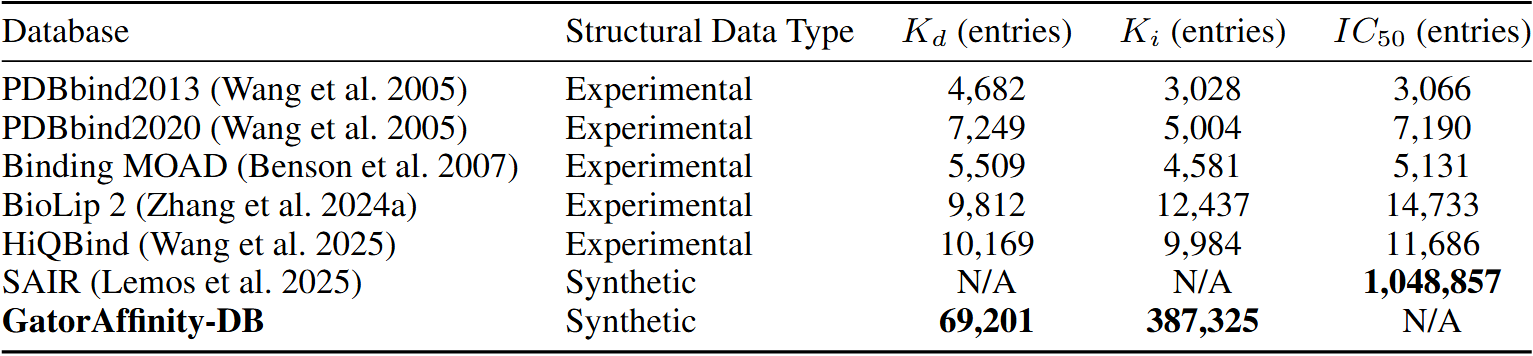 Database Structural Data Type K_d (entries) K_i (entries) IC_50 (entries)
PDBbind2013 (Wang et al. 2005) Experimental 4,682 3,028 3,066
PDBbind2020 (Wang et al. 2005) Experimental 7,249 5,004 7,190
Binding MOAD (Benson et al. 2007) Experimental 5,509 4,581 5,131
BioLip 2 (Zhang et al. 2024a) Experimental 9,812 12,437 14,733
HiQBind (Wang et al. 2025) Experimental 10,169 9,984 11,686
SAIR (Lemos et al. 2025) Synthetic N/A N/A 1,048,857
GatorAffinity-DB Synthetic 69,201 387,325 N/A